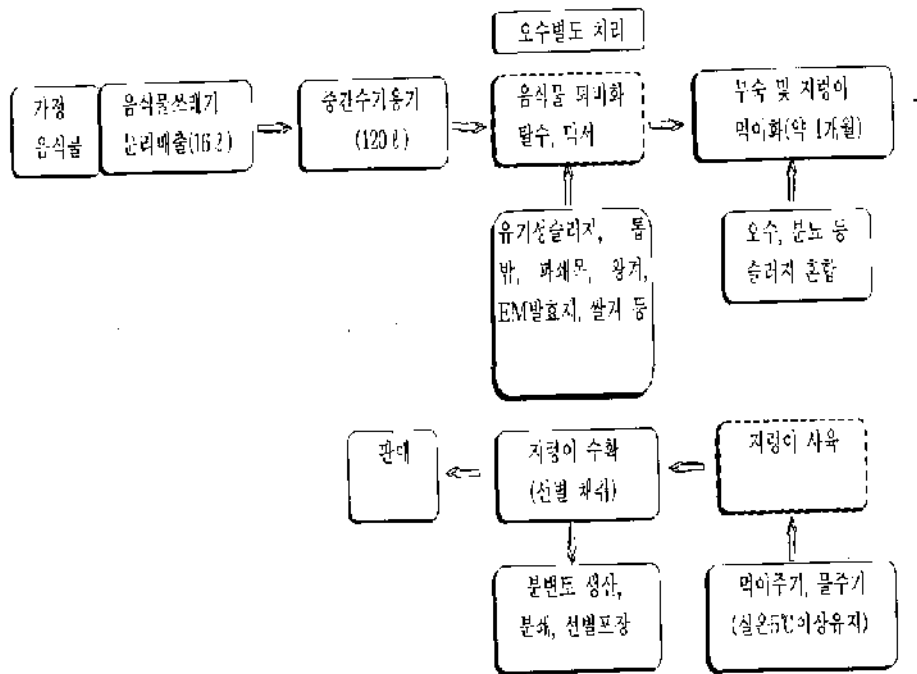 오수별도 처리
가정
음식물
음식물쓰레기
분리배출(16ℓ)
중간수거용기
(120ℓ)
음식물 퇴비화
탈수, 믹서
부숙 및 지렁이
먹이화(약 1개월)
유기성슬러지, 톱
밥, 파쇄목, 왕겨,
EM발효제, 쌀겨 등
오수, 분뇨 등
슬러지 혼합
판매
지렁이 수확
(선별 채취)
지렁이 사육
분변토 생산,
분쇄, 선별포장
먹이주기, 물주기
(실온5℃이상유지)